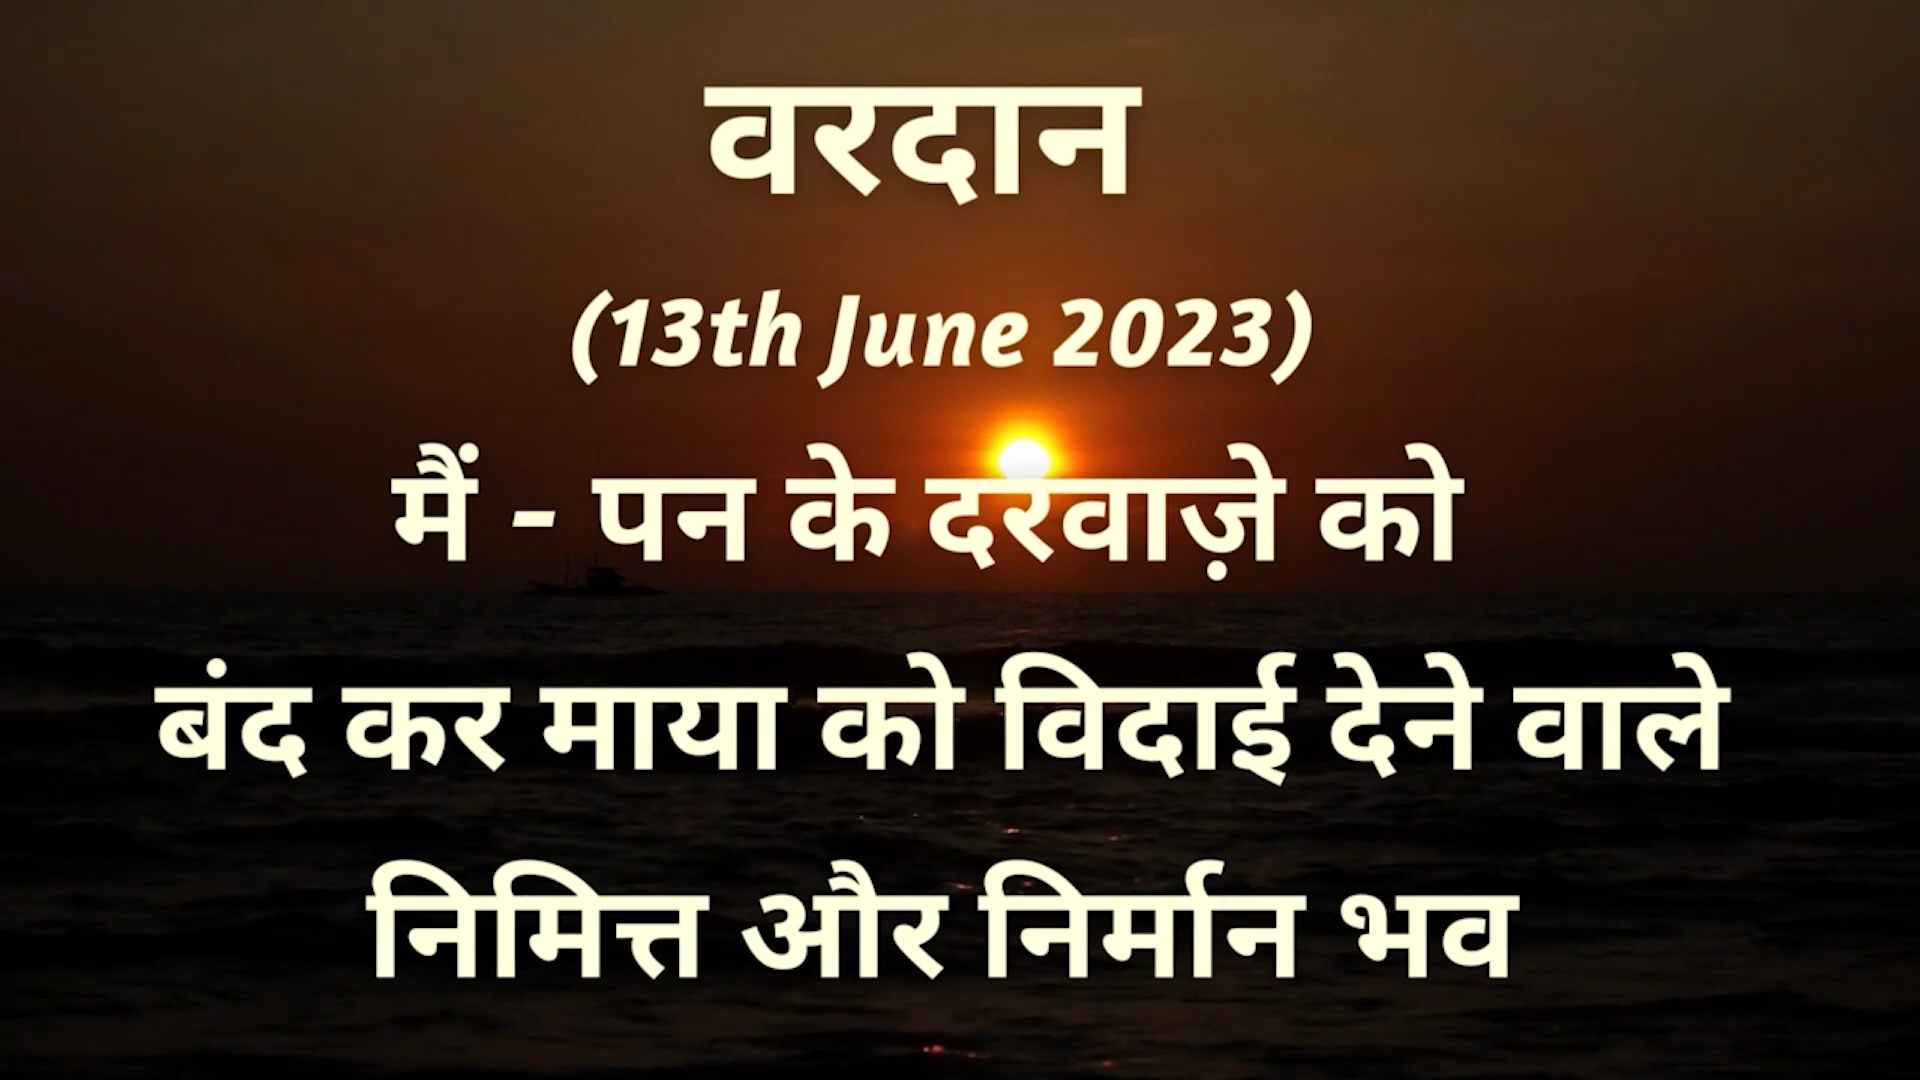 वरदान
(13th June 2023)
मैं - पन के दरवाज़े को
बंद कर माया को विदाई देने वाले
निमित्त और निर्मान भव